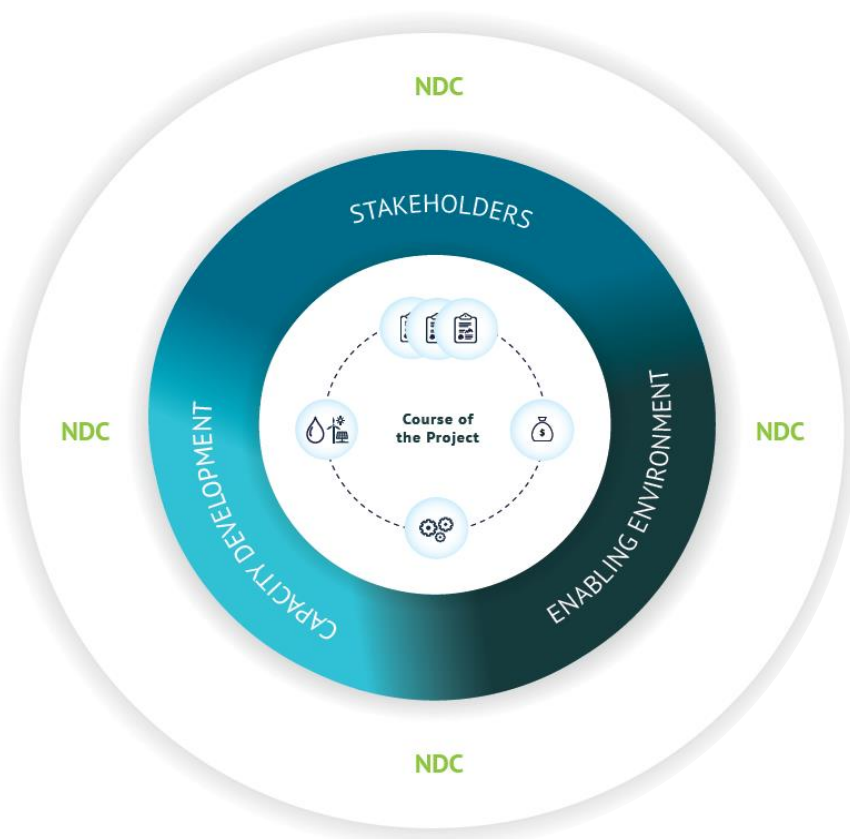 NDC
STAKEHOLDERS
Course of
the Project
NDC
NDC
CAPACITY DEVELOPMENT
ENABLING ENVIRONMENT
NDC
$